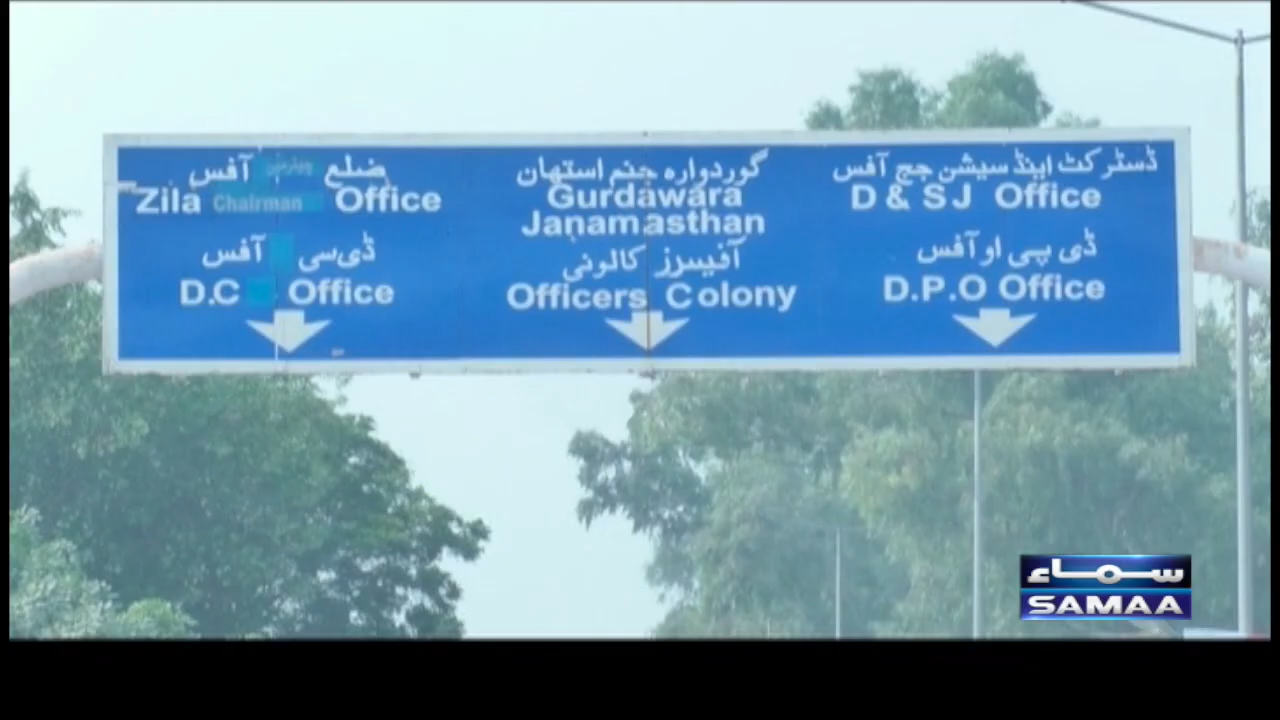 ضلع چیئرمین آفس
Zila Chairman Office
ڈی سی آفس
D.C Office
گوردوارہ جنم استھان
Gurdawara
Janamasthan
آفیسرز کالونی
Officers Colony
ڈسٹرکٹ اینڈ سیشن جج آفس
D & S J Office
ڈی پی او آفس
D.P.O Office
سماء
SAMAA